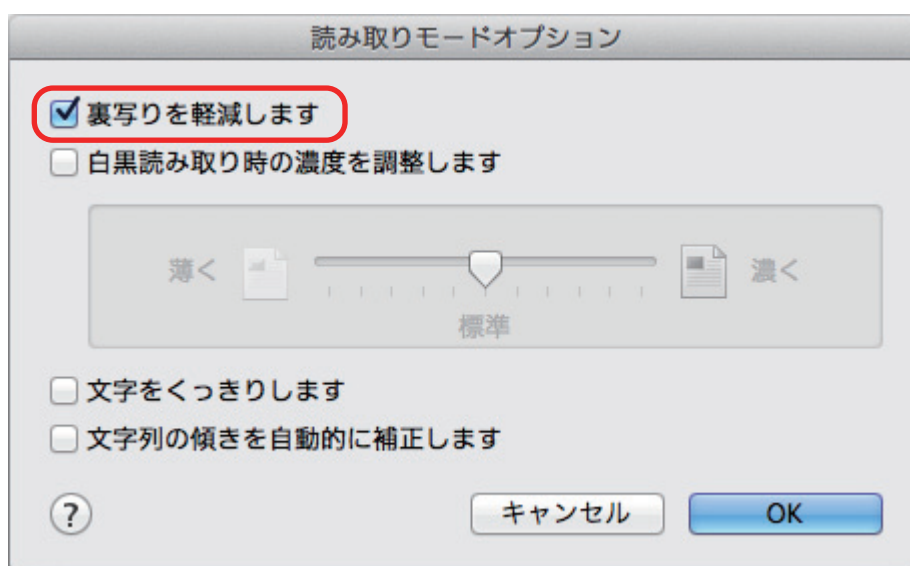 読み取りモードオプション
裏写りを軽減します
白黒読み取り時の濃度を調整します
薄く 濃く
標準
文字をくっきりします
文字列の傾きを自動的に補正します
? キャンセル OK